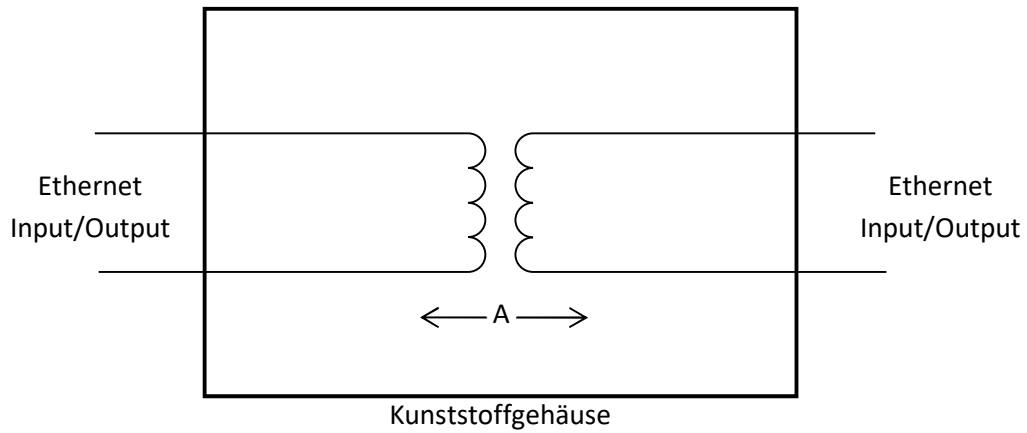 Ethernet
Input/Output
Ethernet
Input/Output
A
Kunststoffgehäuse